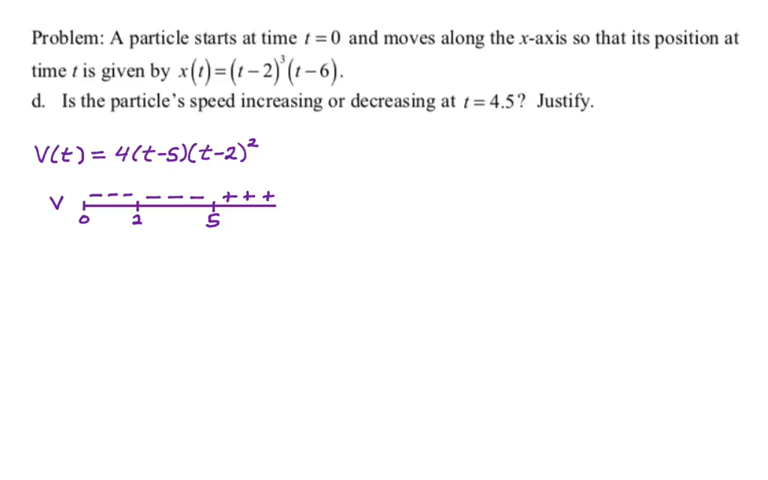 Problem: A particle starts at time t = 0 and moves along the x-axis so that its position at
time t is given by x(t) = (t − 2)³(t − 6).
d. Is the particle's speed increasing or decreasing at t = 4.5? Justify.
V(t) = 4(t-5)(t-2)²
V − − − − − − − + + +
0 2 5